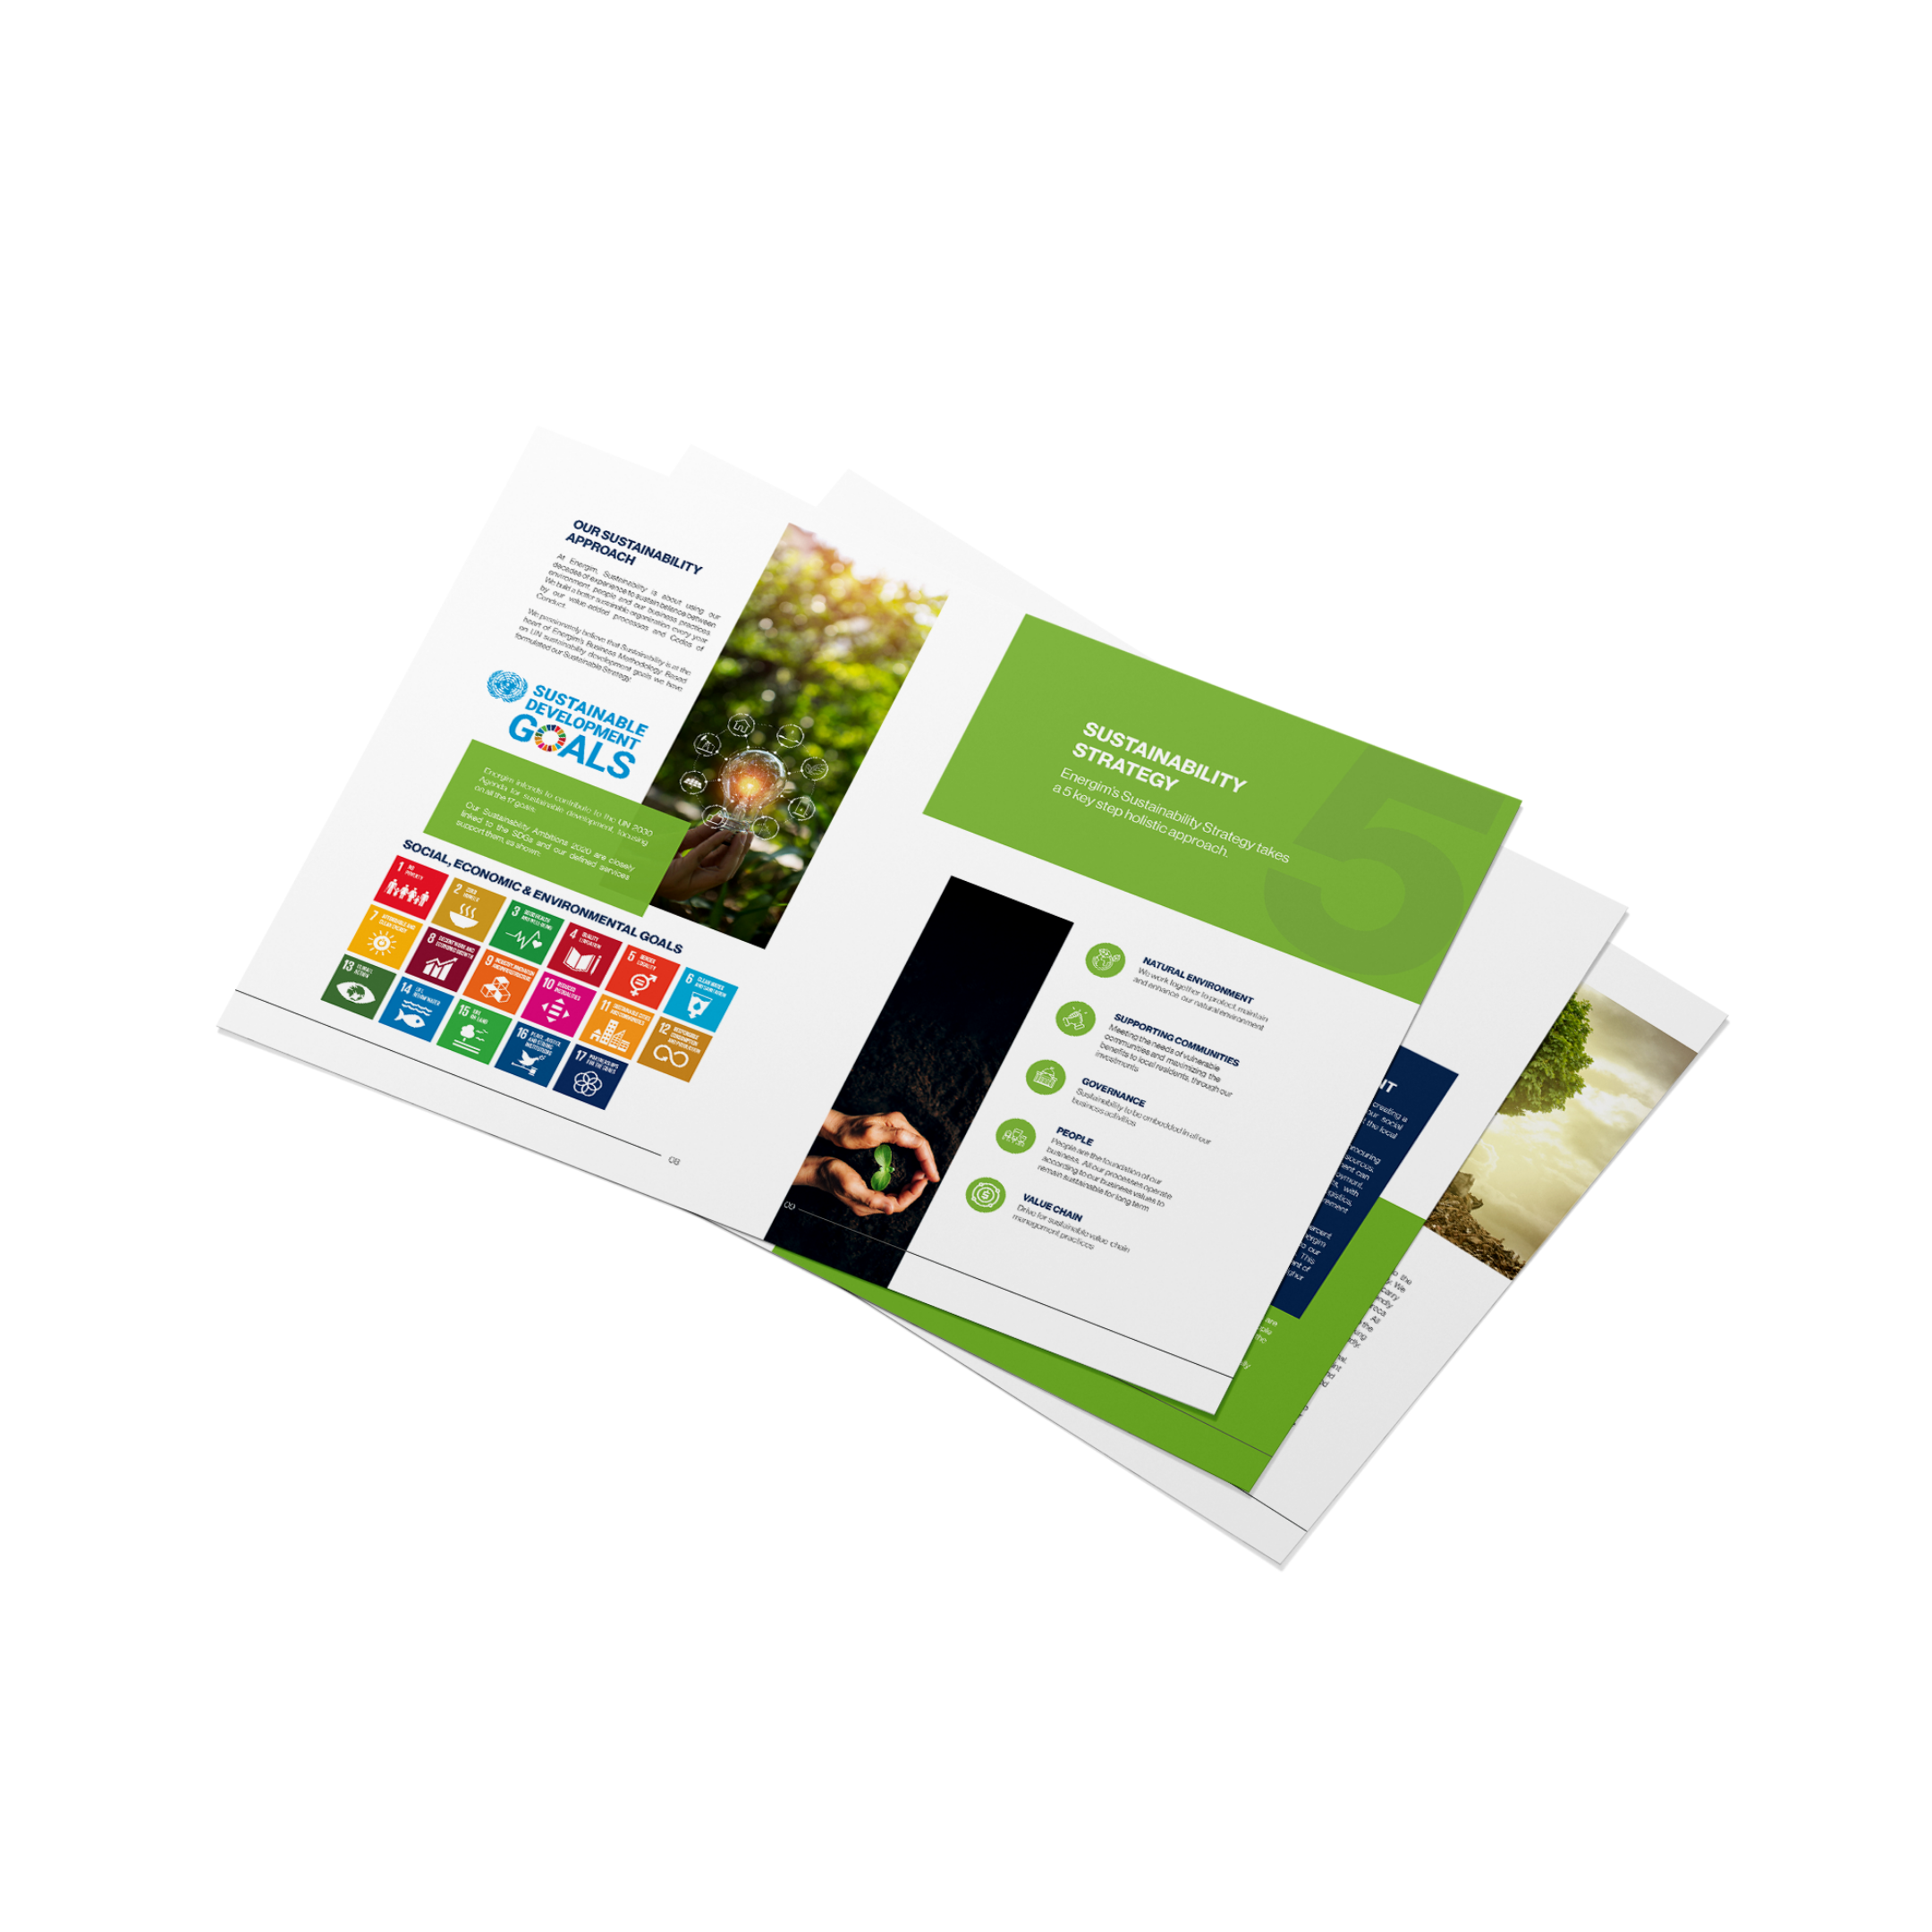 OUR SUSTAINABILITY
APPROACH
At Energim, Sustainability is about using our
decades of experience to sustain balance between
environment, people and our business practices.
We build a better sustainable organization every year
by our value-added processes and Codes of
Conduct.
We passionately believe that Sustainability is at the
heart of Energim's Business Methodology. Based
on UN sustainability development goals we have
formulated our Sustainable Strategy.
SUSTAINABLE
DEVELOPMENT
GOALS
Energim intends to contribute to the UN 2030
Agenda for sustainable development, focusing
on all the 17 goals.
Our Sustainability Ambitions 2020 are closely
linked to the SDGs and our defined services
support them, as shown.
SOCIAL, ECONOMIC & ENVIRONMENTAL GOALS
1 NO
POVERTY
2 ZERO
HUNGER
3 GOOD HEALTH
AND WELL-BEING
4 QUALITY
EDUCATION
5 GENDER
EQUALITY
6 CLEAN WATER
AND SANITATION
7 AFFORDABLE AND
CLEAN ENERGY
8 DECENT WORK AND
ECONOMIC GROWTH
9 INDUSTRY, INNOVATION
AND INFRASTRUCTURE
10 REDUCED
INEQUALITIES
11 SUSTAINABLE CITIES
AND COMMUNITIES
12 RESPONSIBLE
CONSUMPTION
AND PRODUCTION
13 CLIMATE
ACTION
14 LIFE
BELOW WATER
15 LIFE
ON LAND
16 PEACE, JUSTICE
AND STRONG
INSTITUTIONS
17 PARTNERSHIPS
FOR THE GOALS
08
SUSTAINABILITY
STRATEGY
Energim's Sustainability Strategy takes
a 5 key step holistic approach.
5
NATURAL ENVIRONMENT
We work together to protect, maintain
and enhance our natural environment
SUPPORTING COMMUNITIES
Meeting the needs of vulnerable
communities and maximizing the
benefits to local residents, through our
investments
GOVERNANCE
Sustainability to be embedded in all our
business activities
PEOPLE
People are the foundation of our
business. All our processes operate
according to our business values to
remain sustainable for long term
VALUE CHAIN
Drive for sustainable value chain
management practices
09
NT
creating a
our social
the local